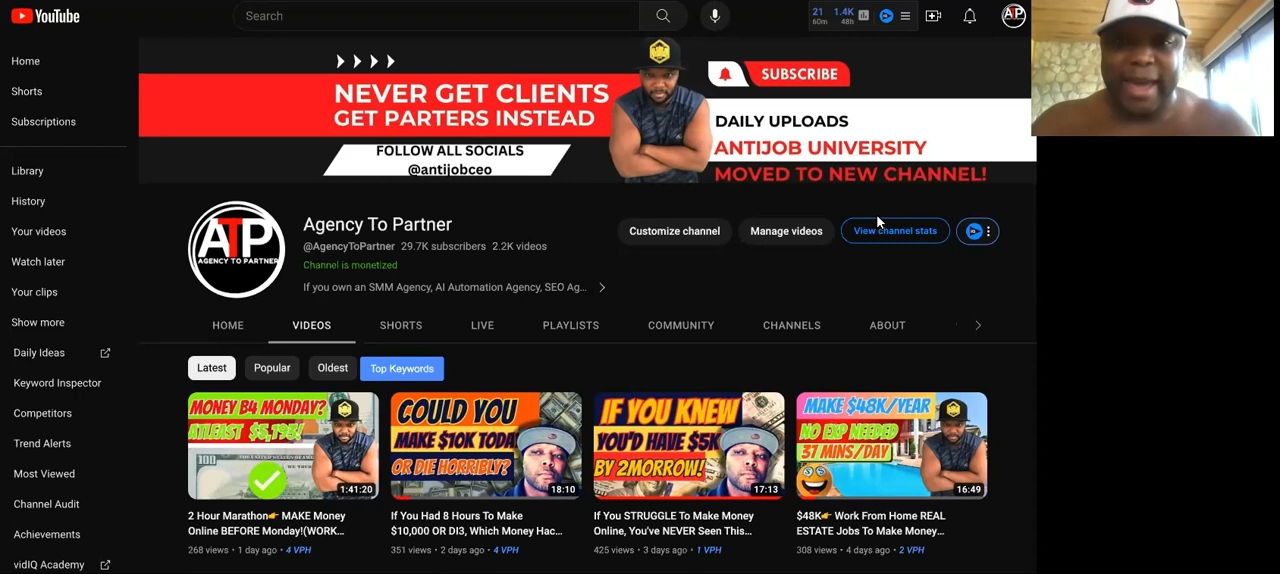 YouTube
Search
21 1.4K
60m 48h
ATP
Home
Shorts
Subscriptions
Library
History
Your videos
Watch later
Your clips
Show more
Daily Ideas
Keyword Inspector
Competitors
Trend Alerts
Most Viewed
Channel Audit
Achievements
vidIQ Academy
NEVER GET CLIENTS
GET PARTERS INSTEAD
FOLLOW ALL SOCIALS
@antijobceo
SUBSCRIBE
DAILY UPLOADS
ANTIJOB UNIVERSITY
MOVED TO NEW CHANNEL!
ATP
AGENCY TO PARTNER
Agency To Partner
@AgencyToPartner 29.7K subscribers 2.2K videos
Channel is monetized
If you own an SMM Agency, AI Automation Agency, SEO Ag...
Customize channel
Manage videos
View channel stats
HOME VIDEOS SHORTS LIVE PLAYLISTS COMMUNITY CHANNELS ABOUT
Latest Popular Oldest Top Keywords
MONEY B4 MONDAY?
ATLEAST $5,193!
100
1:41:20
2 Hour Marathon👉 MAKE Money
Online BEFORE Monday!(WORK...
268 views • 1 day ago • 4 VPH
COULD YOU
MAKE $10K TODAY
OR DIE HORRIBLY?
18:10
If You Had 8 Hours To Make
$10,000 OR DI3, Which Money Hac...
351 views • 2 days ago • 4 VPH
IF YOU KNEW
YOU'D HAVE $5K
BY 2MORROW!
17:13
If You STRUGGLE To Make Money
Online, You've NEVER Seen This...
425 views • 3 days ago • 1 VPH
MAKE $48K/YEAR
NO EXP NEEDED
37 MINS/DAY
16:49
$48K👉 Work From Home REAL
ESTATE Jobs To Make Money...
308 views • 4 days ago • 2 VPH